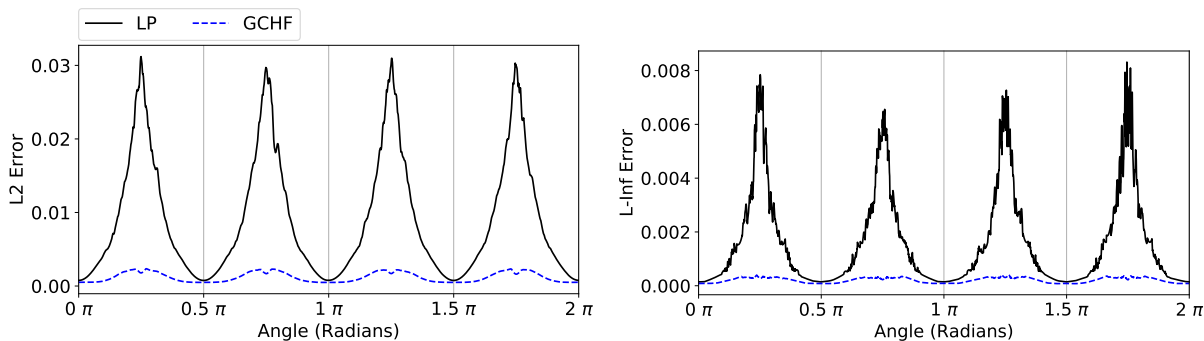 LP GCHF
L2 Error
0.03
0.02
0.01
0.00
0 π 0.5 π 1 π 1.5 π 2 π
Angle (Radians)
L-Inf Error
0.008
0.006
0.004
0.002
0.000
0 π 0.5 π 1 π 1.5 π 2 π
Angle (Radians)